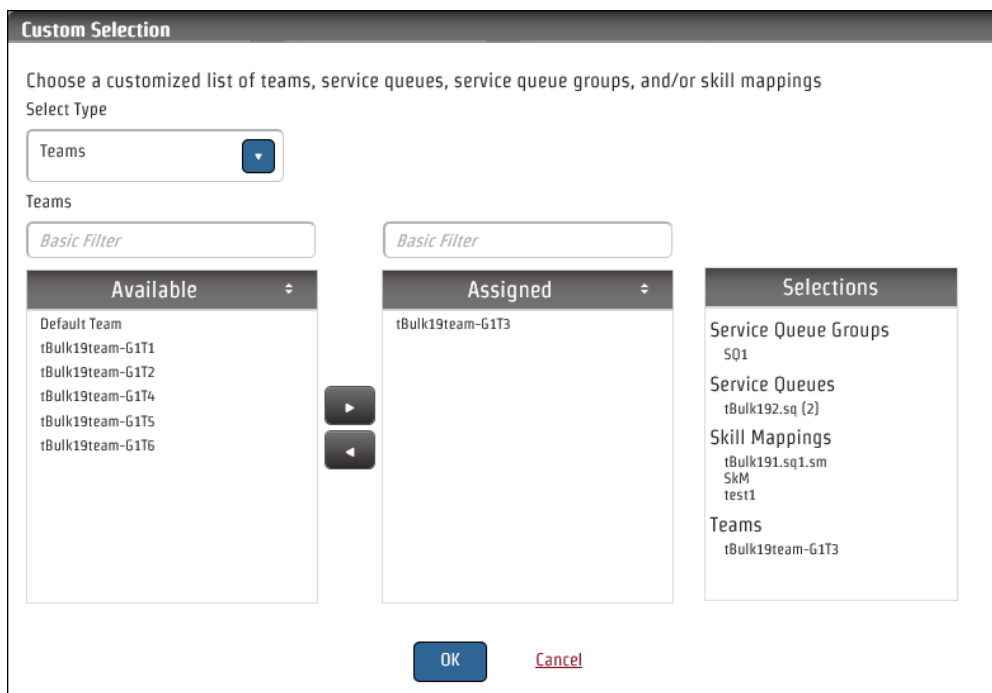 Custom Selection
Choose a customized list of teams, service queues, service queue groups, and/or skill mappings
Select Type
Teams
Teams
Basic Filter
Basic Filter
Available
Assigned
Selections
Default Team
tBulk19team-G1T1
tBulk19team-G1T2
tBulk19team-G1T4
tBulk19team-G1T5
tBulk19team-G1T6
tBulk19team-G1T3
Service Queue Groups
SQ1
Service Queues
tBulk192.sq (2)
Skill Mappings
tBulk191.sq1.sm
SkM
test1
Teams
tBulk19team-G1T3
OK
Cancel